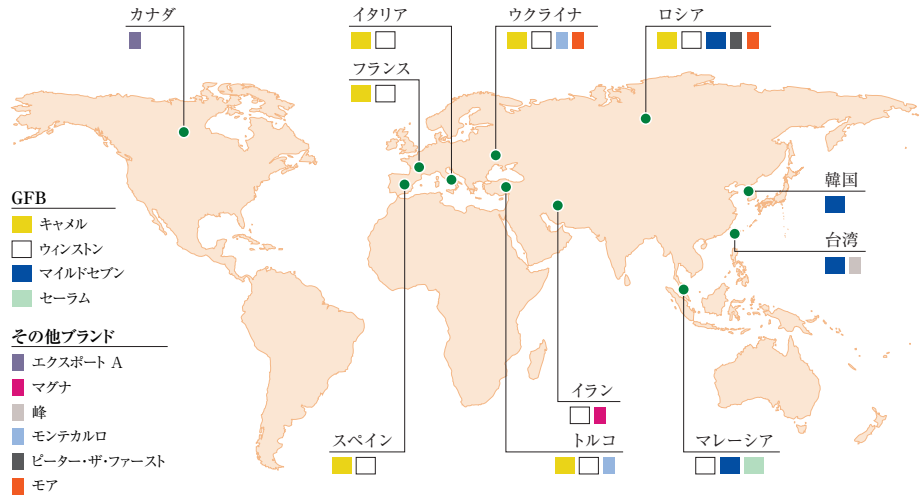 カナダ
イタリア
ウクライナ
ロシア
フランス
韓国
台湾
GFB
キャメル
ウィンストン
マイルドセブン
セーラム
その他ブランド
エクスポート A
マグナ
峰
モンテカルロ
ピーター・ザ・ファースト
モア
イラン
スペイン
トルコ
マレーシア